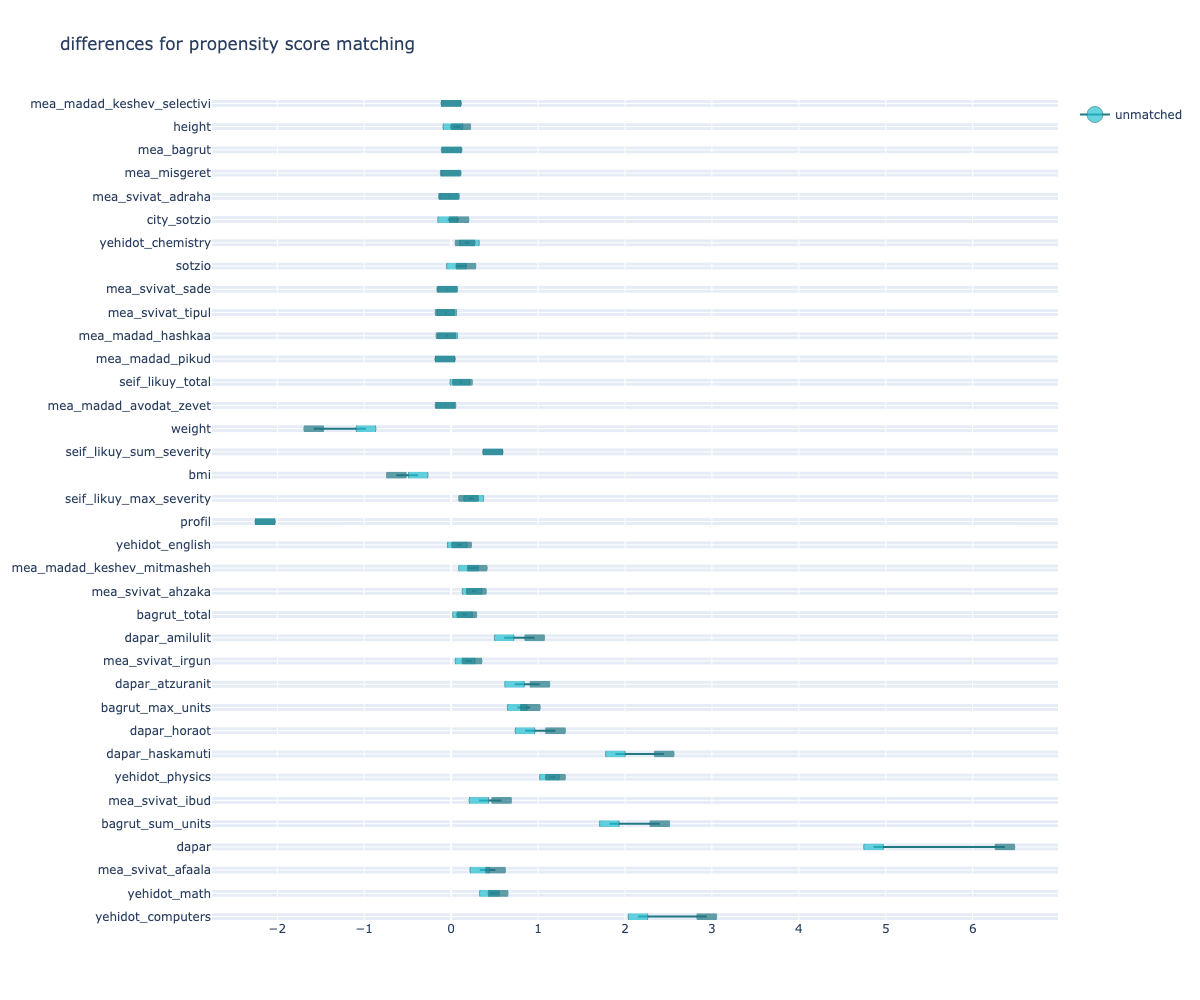 differences for propensity score matching
unmatched
mea_madad_keshev_selectivi
height
mea_bagrut
mea_misgeret
mea_svivat_adraha
city_sotzio
yehidot_chemistry
sotzio
mea_svivat_sade
mea_svivat_tipul
mea_madad_hashkaa
mea_madad_pikud
seif_likuy_total
mea_madad_avodat_zevet
weight
seif_likuy_sum_severity
bmi
seif_likuy_max_severity
profil
yehidot_english
mea_madad_keshev_mitmasheh
mea_svivat_ahzaka
bagrut_total
dapar_amilulit
mea_svivat_irgun
dapar_atzuranit
bagrut_max_units
dapar_horaot
dapar_haskamuti
yehidot_physics
mea_svivat_ibud
bagrut_sum_units
dapar
mea_svivat_afaala
yehidot_math
yehidot_computers
−2 −1 0 1 2 3 4 5 6